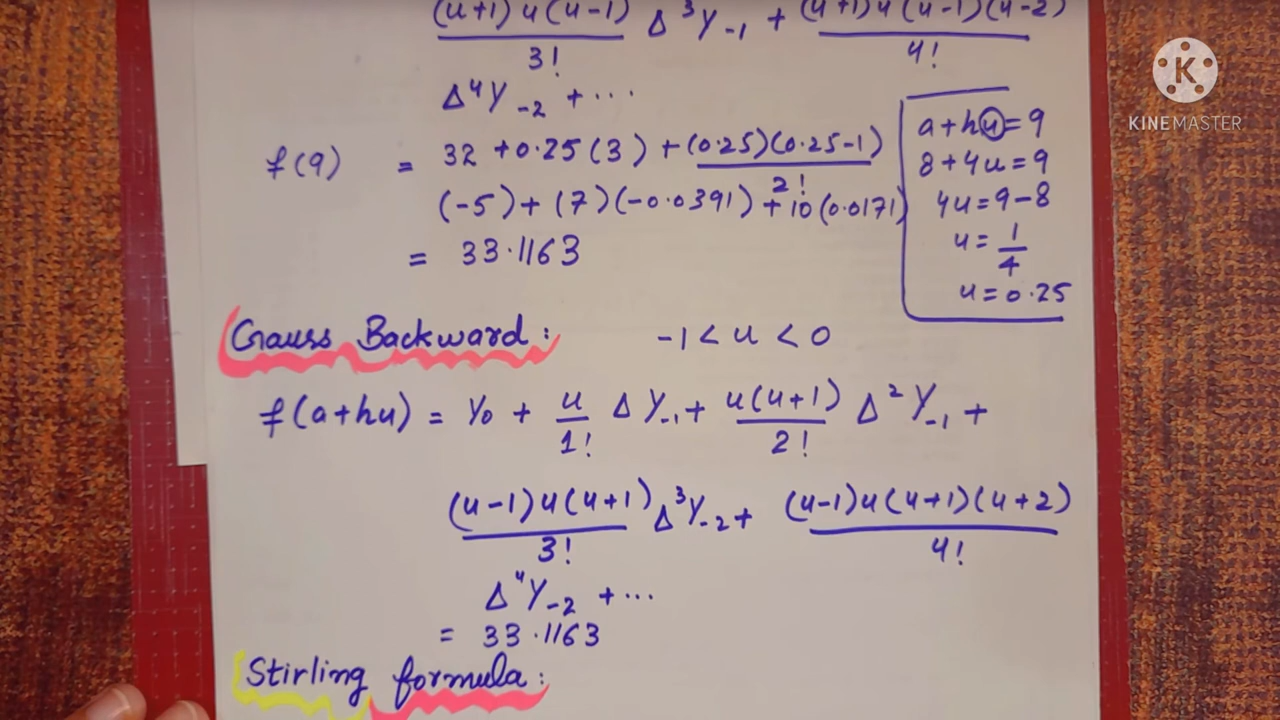 (u+1)u(u-1)/3! Δ³Y₋₁ + (u+1)u(u-1)(u-2)/4!
Δ⁴Y₋₂ + ...
f(9) = 32 + 0.25(3) + (0.25)(0.25-1)/2!
(-5) + (7)(-0.0391) + 10(0.0171)
= 33.1163
a+hu=9
8+4u=9
4u=9-8
u=1/4
u=0.25
K
KINEMASTER
Gauss Backward: -1 < u < 0
f(a+hu) = Y₀ + u/1! ΔY₋₁ + u(u+1)/2! Δ²Y₋₁ +
(u-1)u(u+1)/3! Δ³Y₋₂ + (u-1)u(u+1)(u+2)/4!
Δ⁴Y₋₂ + ...
= 33.1163
Stirling formula: